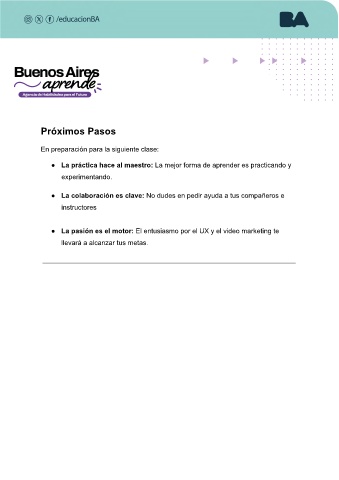 /educacionBA
BA
Buenos Aires
aprende
Agencia de Habilidades para el Futuro
Próximos Pasos
En preparación para la siguiente clase:
● La práctica hace al maestro: La mejor forma de aprender es practicando y
experimentando.
● La colaboración es clave: No dudes en pedir ayuda a tus compañeros e
instructores
● La pasión es el motor: El entusiasmo por el UX y el video marketing te
llevará a alcanzar tus metas.